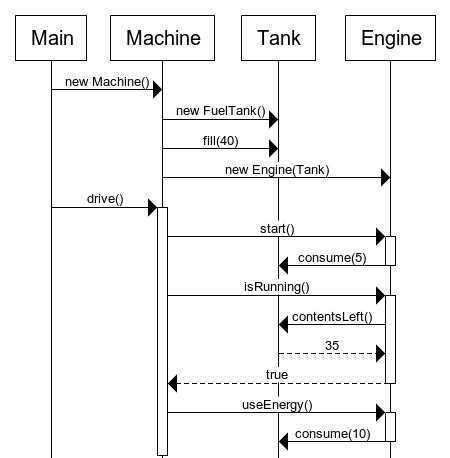 Main Machine Tank Engine
new Machine()
new FuelTank()
fill(40)
new Engine(Tank)
drive()
start()
consume(5)
isRunning()
contentsLeft()
35
true
useEnergy()
consume(10)